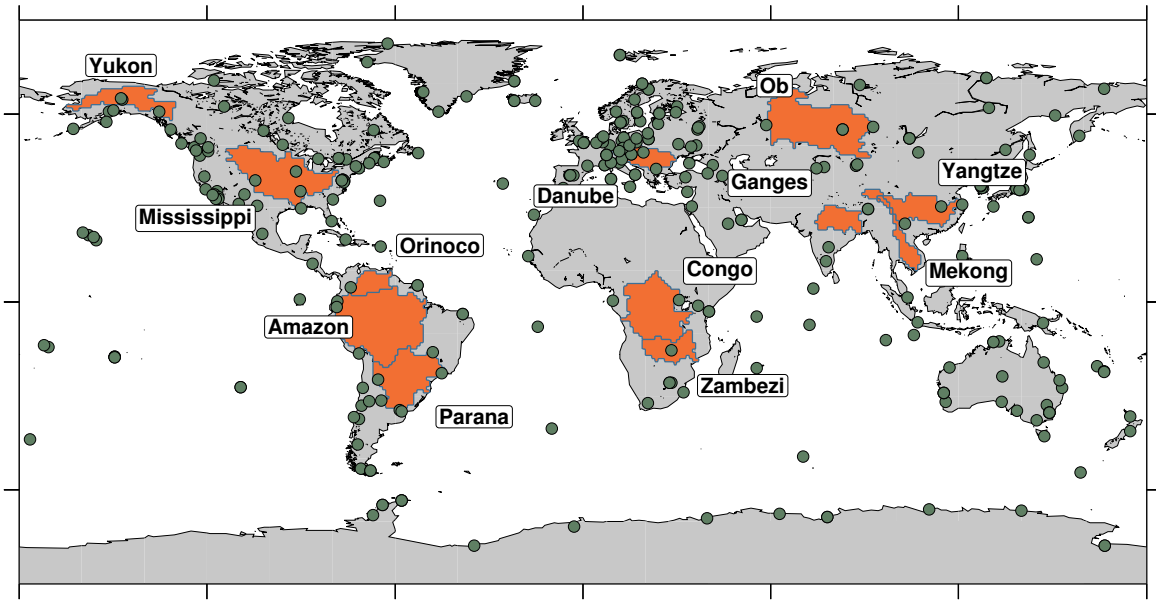 Yukon
Ob
Yangtze
Ganges
Danube
Mississippi
Orinoco
Congo
Mekong
Amazon
Zambezi
Parana